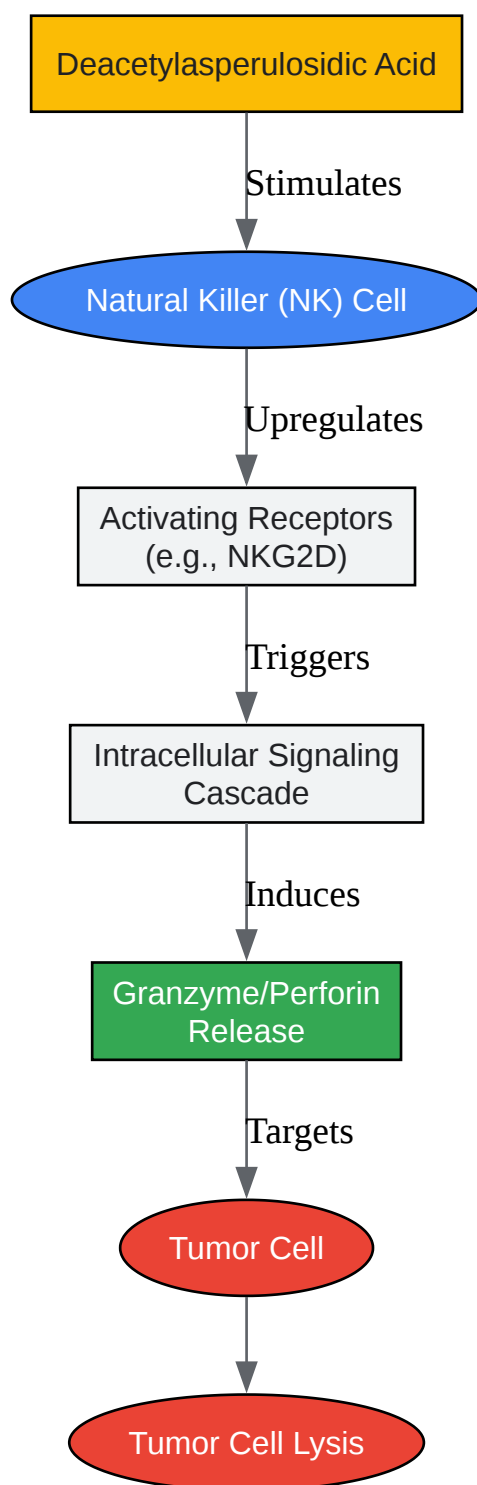 Deacetylasperulosidic Acid
Stimulates
Natural Killer (NK) Cell
Upregulates
Activating Receptors
(e.g., NKG2D)
Triggers
Intracellular Signaling
Cascade
Induces
Granzyme/Perforin
Release
Targets
Tumor Cell
Tumor Cell Lysis